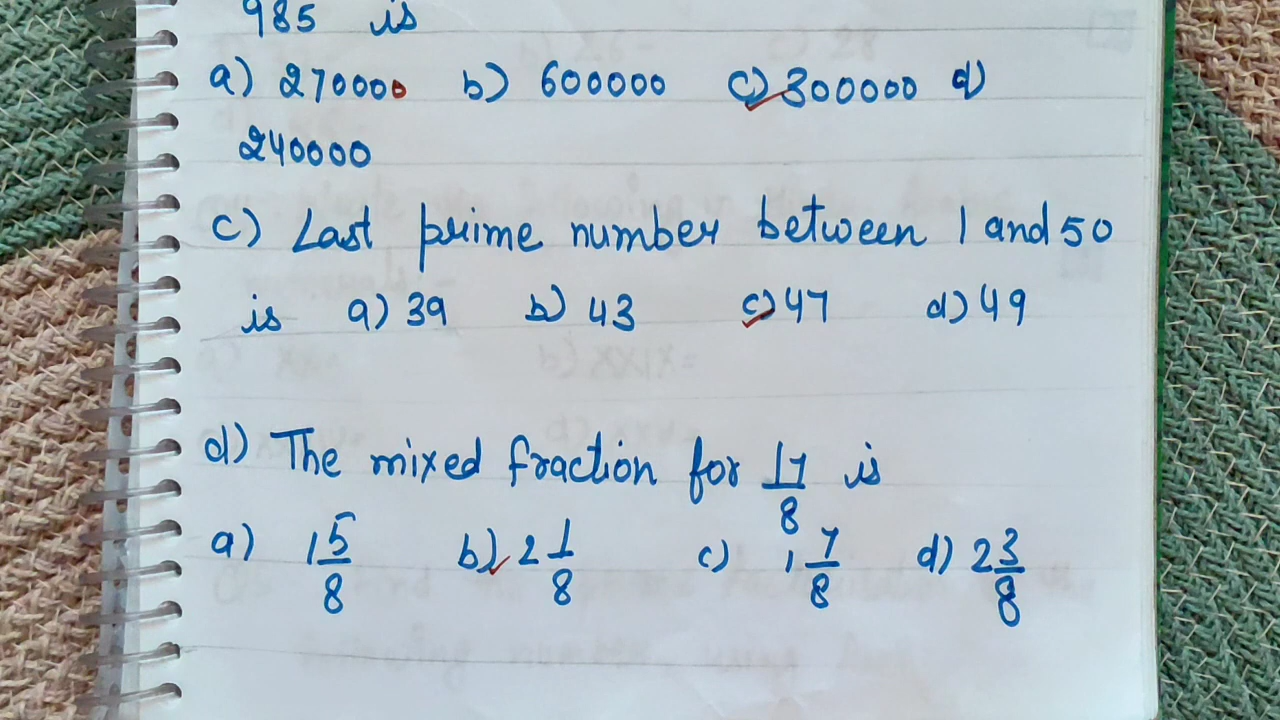 985 is
a) 270000 b) 600000 c) 300000 d)
240000
c) Last prime number between 1 and 50
is a) 39 b) 43 c) 47 d) 49
d) The mixed fraction for 17/8 is
a) 1 5/8 b) 2 1/8 c) 1 7/8 d) 2 3/8